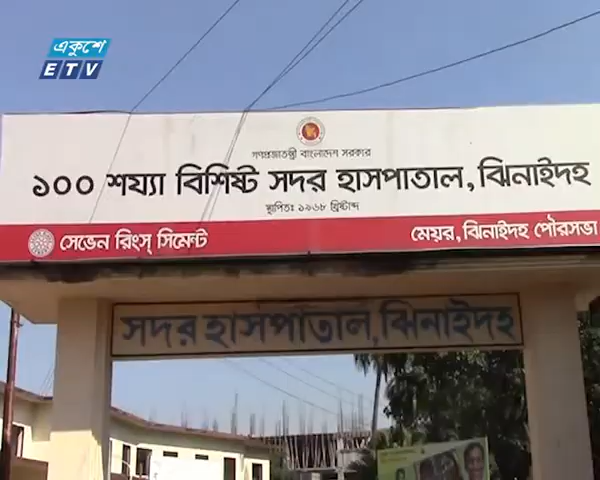 একুশে
ETV
গণপ্রজাতন্ত্রী বাংলাদেশ সরকার
১০০ শয্যা বিশিষ্ট সদর হাসপাতাল, ঝিনাইদহ
স্থাপিতঃ ১৯৬৮ খ্রিষ্টাব্দ
সেভেন রিংস্ সিমেন্ট মেয়র, ঝিনাইদহ পৌরসভা
সদর হাসপাতাল, ঝিনাইদহ